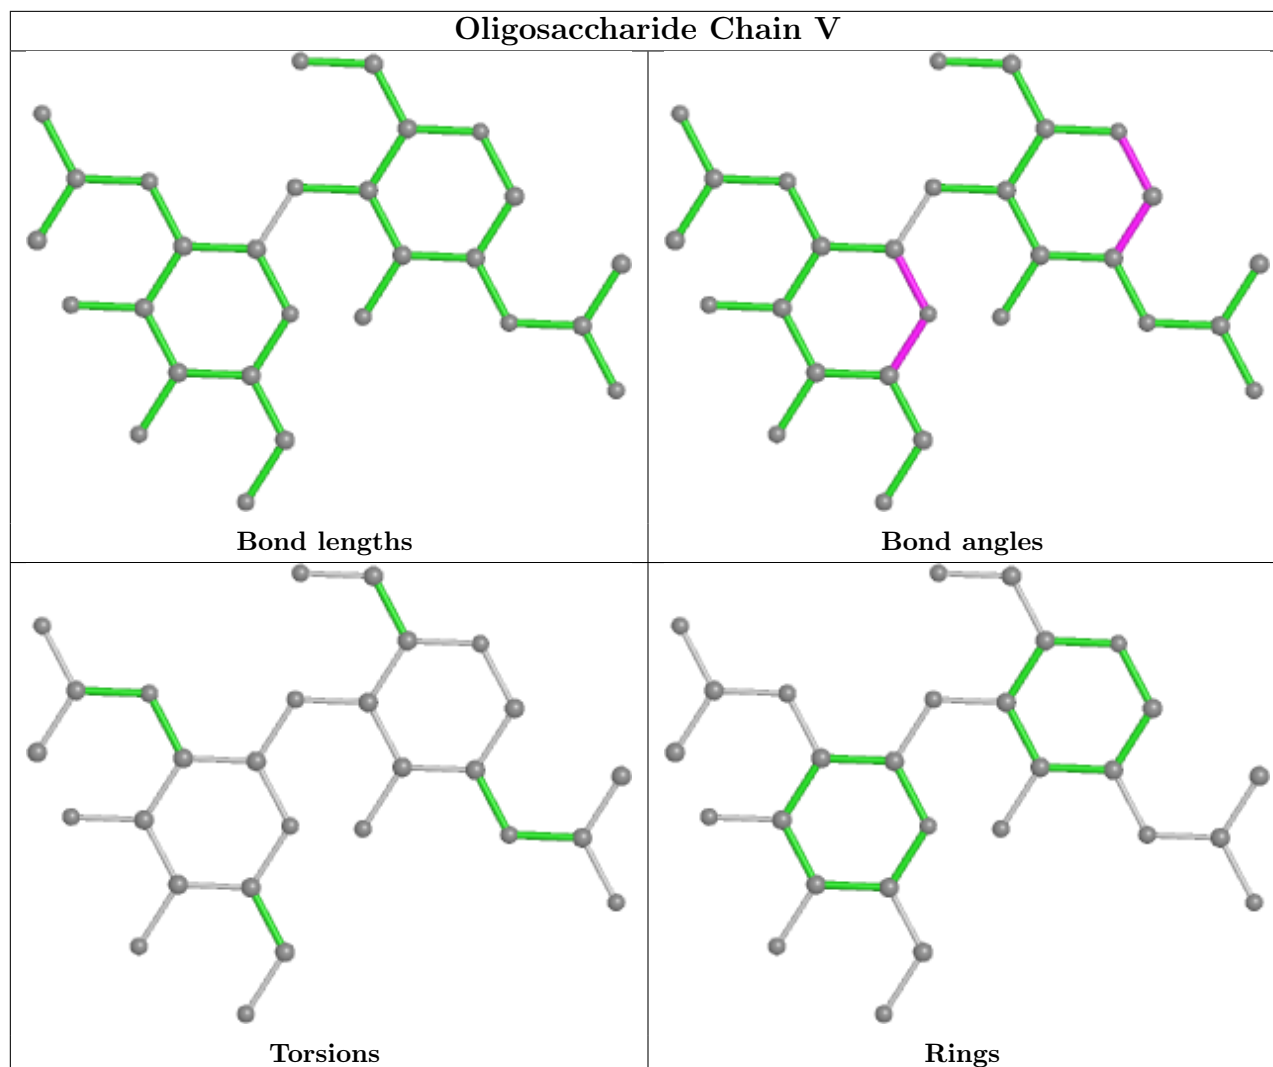 Oligosaccharide Chain V
Bond lengths
Bond angles
Torsions
Rings